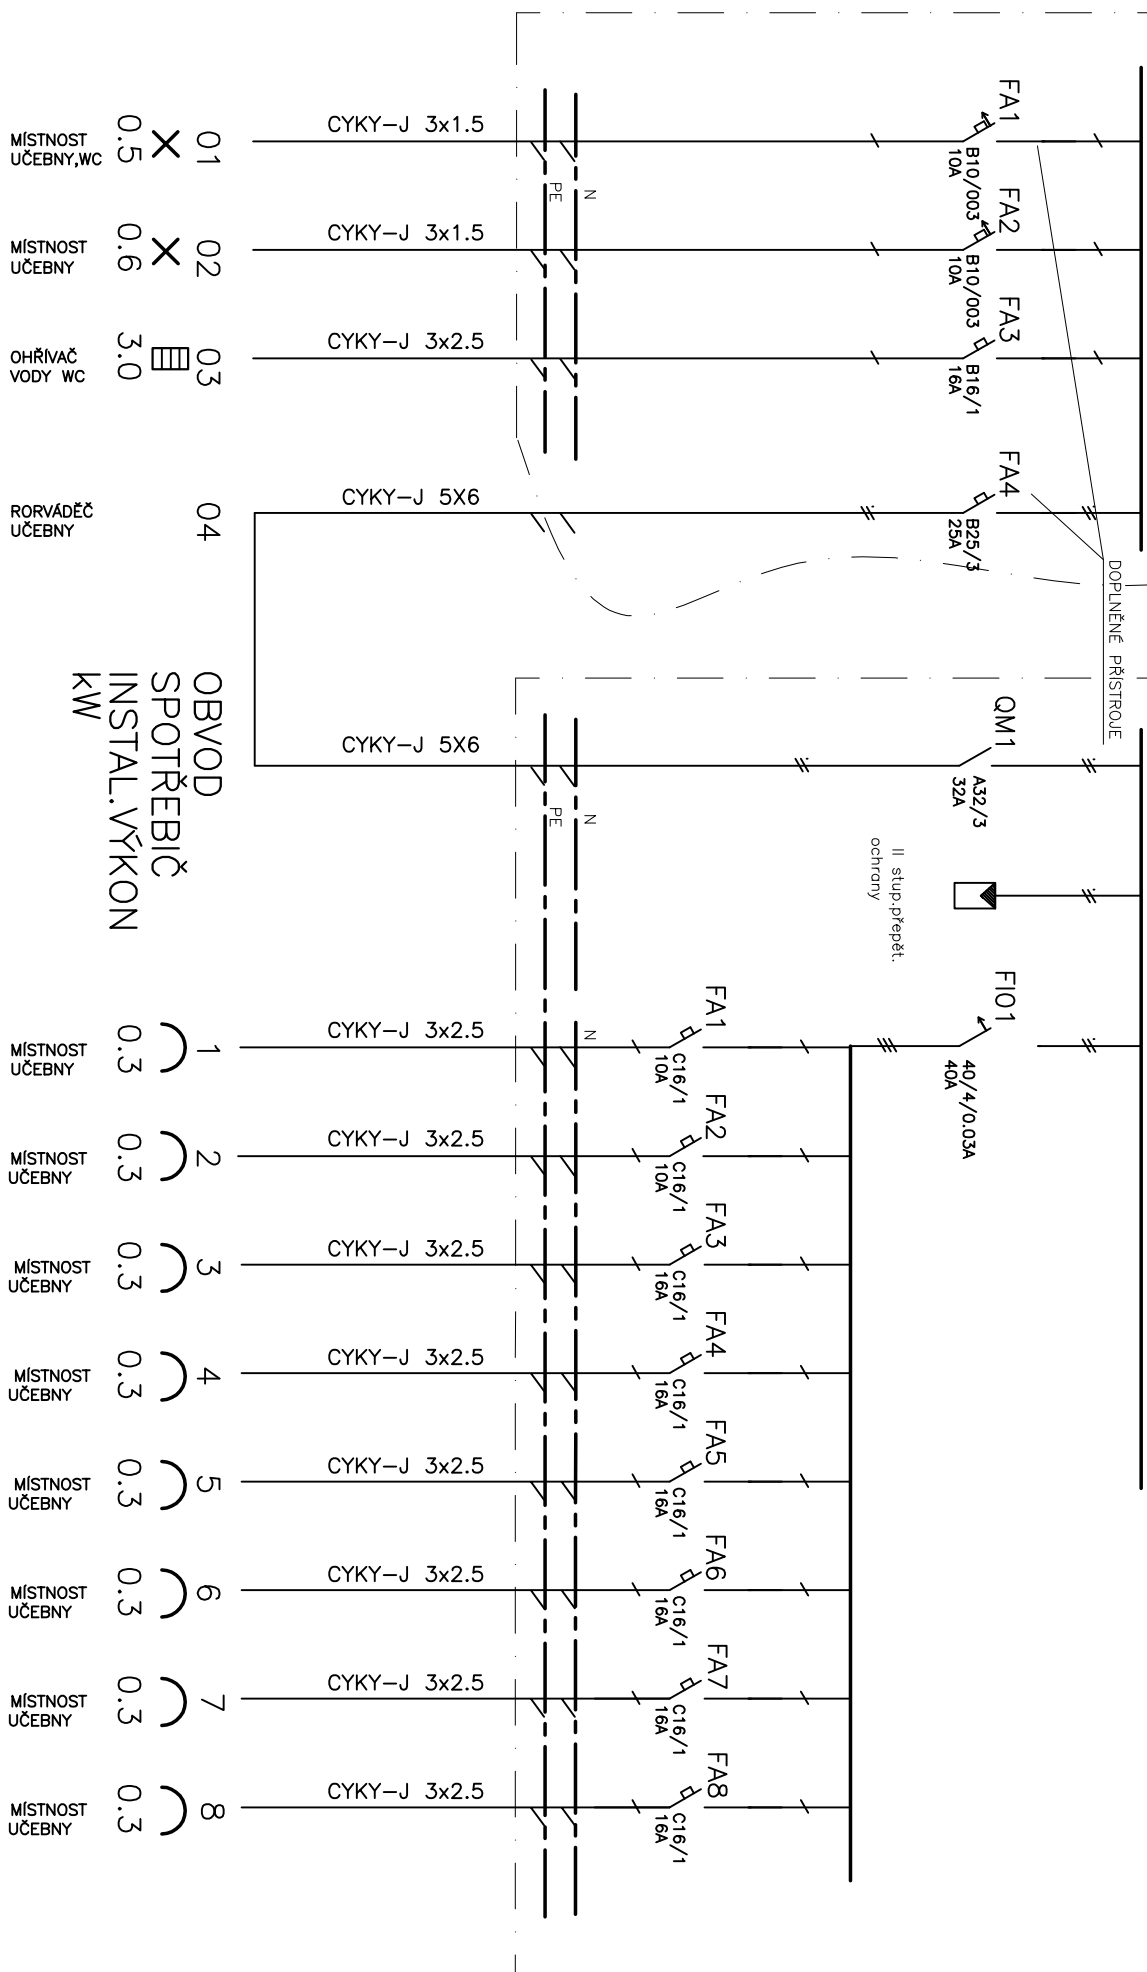 FA1
B10/003
10A
CYKY-J 3x1.5
01
0.5
MÍSTNOST
UČEBNY,WC
N
PE
FA2
B10/003
10A
CYKY-J 3x1.5
02
0.6
MÍSTNOST
UČEBNY
FA3
B16/1
16A
CYKY-J 3x2.5
03
3.0
OHŘÍVAČ
VODY WC
FA4
B25/3
25A
CYKY-J 5X6
04
RORVÁDĚČ
UČEBNY
DOPLNĚNÉ PŘÍSTROJE
OBVOD
SPOTŘEBIČ
INSTAL.VÝKON
kW
QM1
A32/3
32A
CYKY-J 5X6
N
PE
II stup.přepět.
ochrany
FI01
40/4/0.03A
40A
FA1
C16/1
10A
N
CYKY-J 3x2.5
1
0.3
MÍSTNOST
UČEBNY
FA2
C16/1
10A
CYKY-J 3x2.5
2
0.3
MÍSTNOST
UČEBNY
FA3
C16/1
16A
CYKY-J 3x2.5
3
0.3
MÍSTNOST
UČEBNY
FA4
C16/1
16A
CYKY-J 3x2.5
4
0.3
MÍSTNOST
UČEBNY
FA5
C16/1
16A
CYKY-J 3x2.5
5
0.3
MÍSTNOST
UČEBNY
FA6
C16/1
16A
CYKY-J 3x2.5
6
0.3
MÍSTNOST
UČEBNY
FA7
C16/1
16A
CYKY-J 3x2.5
7
0.3
MÍSTNOST
UČEBNY
FA8
C16/1
16A
CYKY-J 3x2.5
8
0.3
MÍSTNOST
UČEBNY